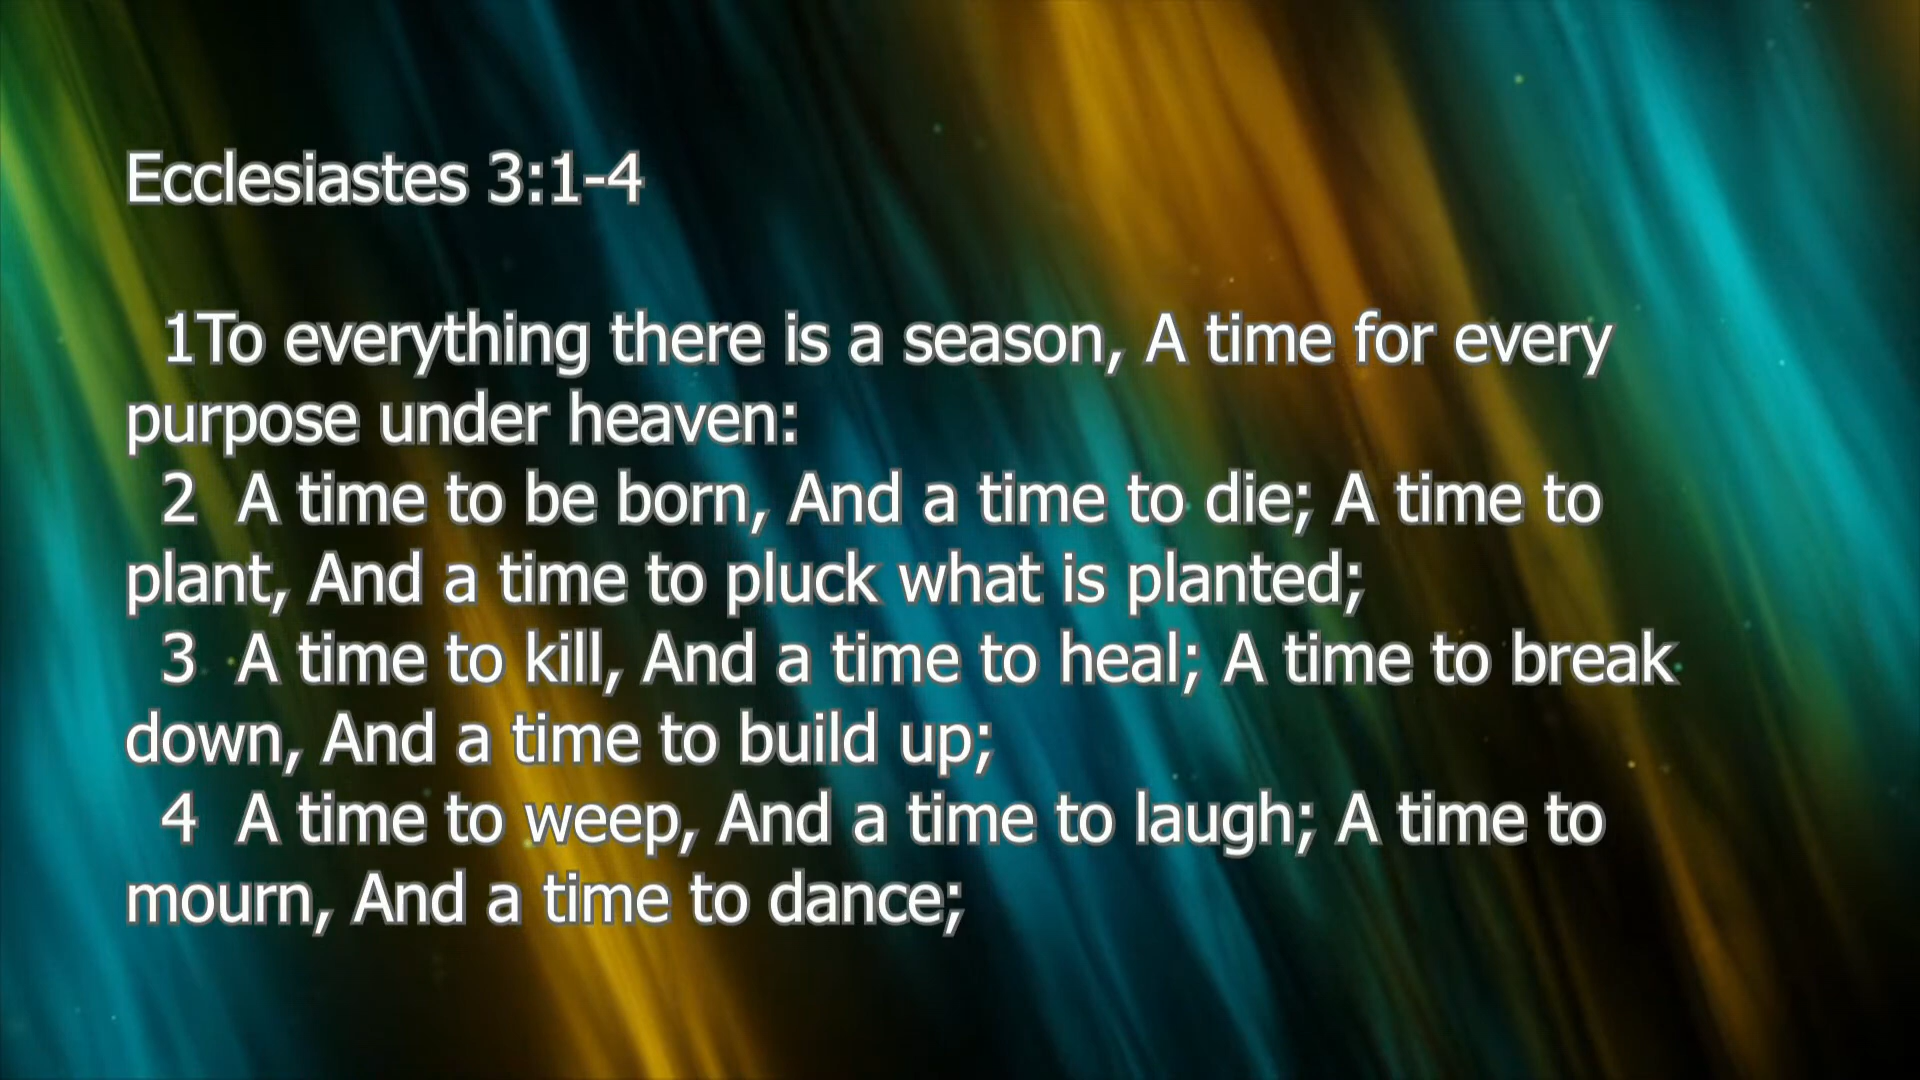 Ecclesiastes 3:1-4
1To everything there is a season, A time for every
purpose under heaven:
2 A time to be born, And a time to die; A time to
plant, And a time to pluck what is planted;
3 A time to kill, And a time to heal; A time to break
down, And a time to build up;
4 A time to weep, And a time to laugh; A time to
mourn, And a time to dance;